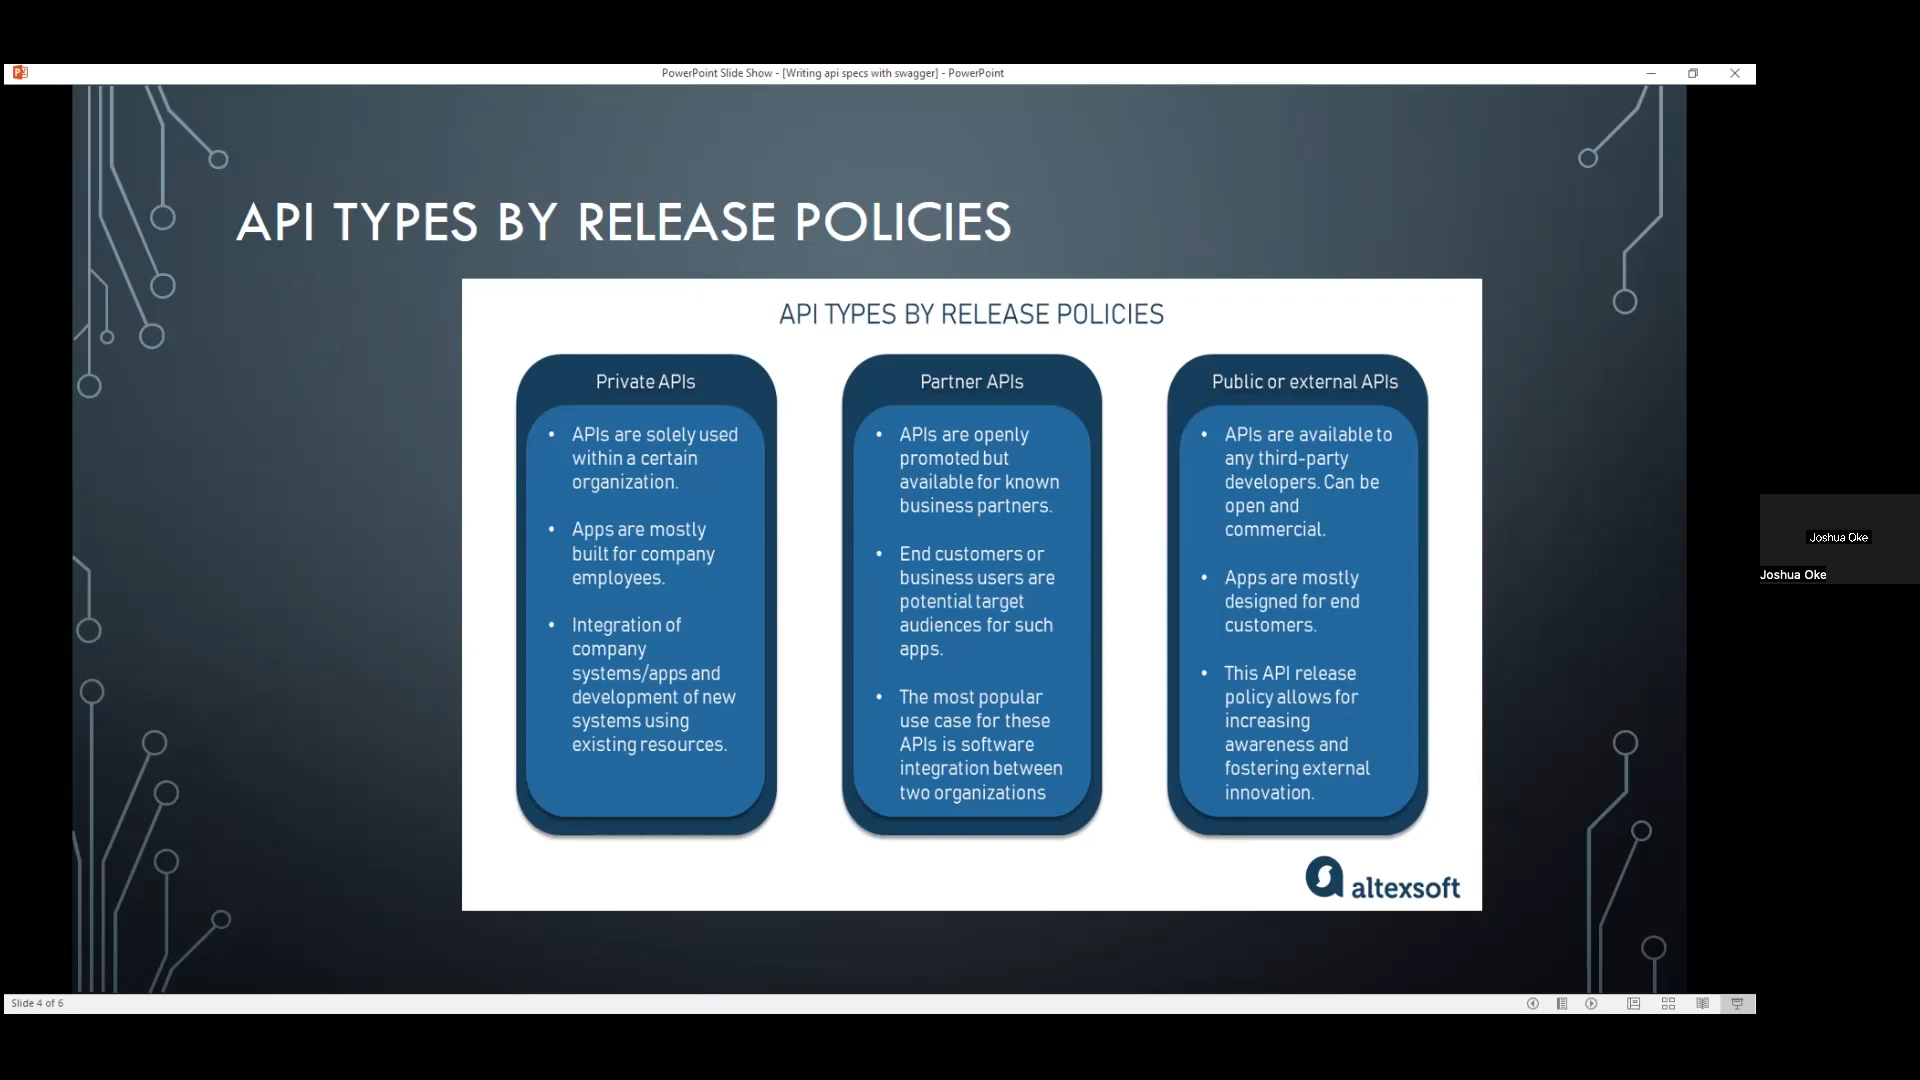 PowerPoint Slide Show - [Writing api specs with swagger] - PowerPoint
API TYPES BY RELEASE POLICIES
API TYPES BY RELEASE POLICIES
Private APIs
• APIs are solely used
within a certain
organization.
• Apps are mostly
built for company
employees.
• Integration of
company
systems/apps and
development of new
systems using
existing resources.
Partner APIs
• APIs are openly
promoted but
available for known
business partners.
• End customers or
business users are
potential target
audiences for such
apps.
• The most popular
use case for these
APIs is software
integration between
two organizations
Public or external APIs
• APIs are available to
any third-party
developers. Can be
open and
commercial.
• Apps are mostly
designed for end
customers.
• This API release
policy allows for
increasing
awareness and
fostering external
innovation.
altexsoft
Joshua Oke
Joshua Oke
Slide 4 of 6